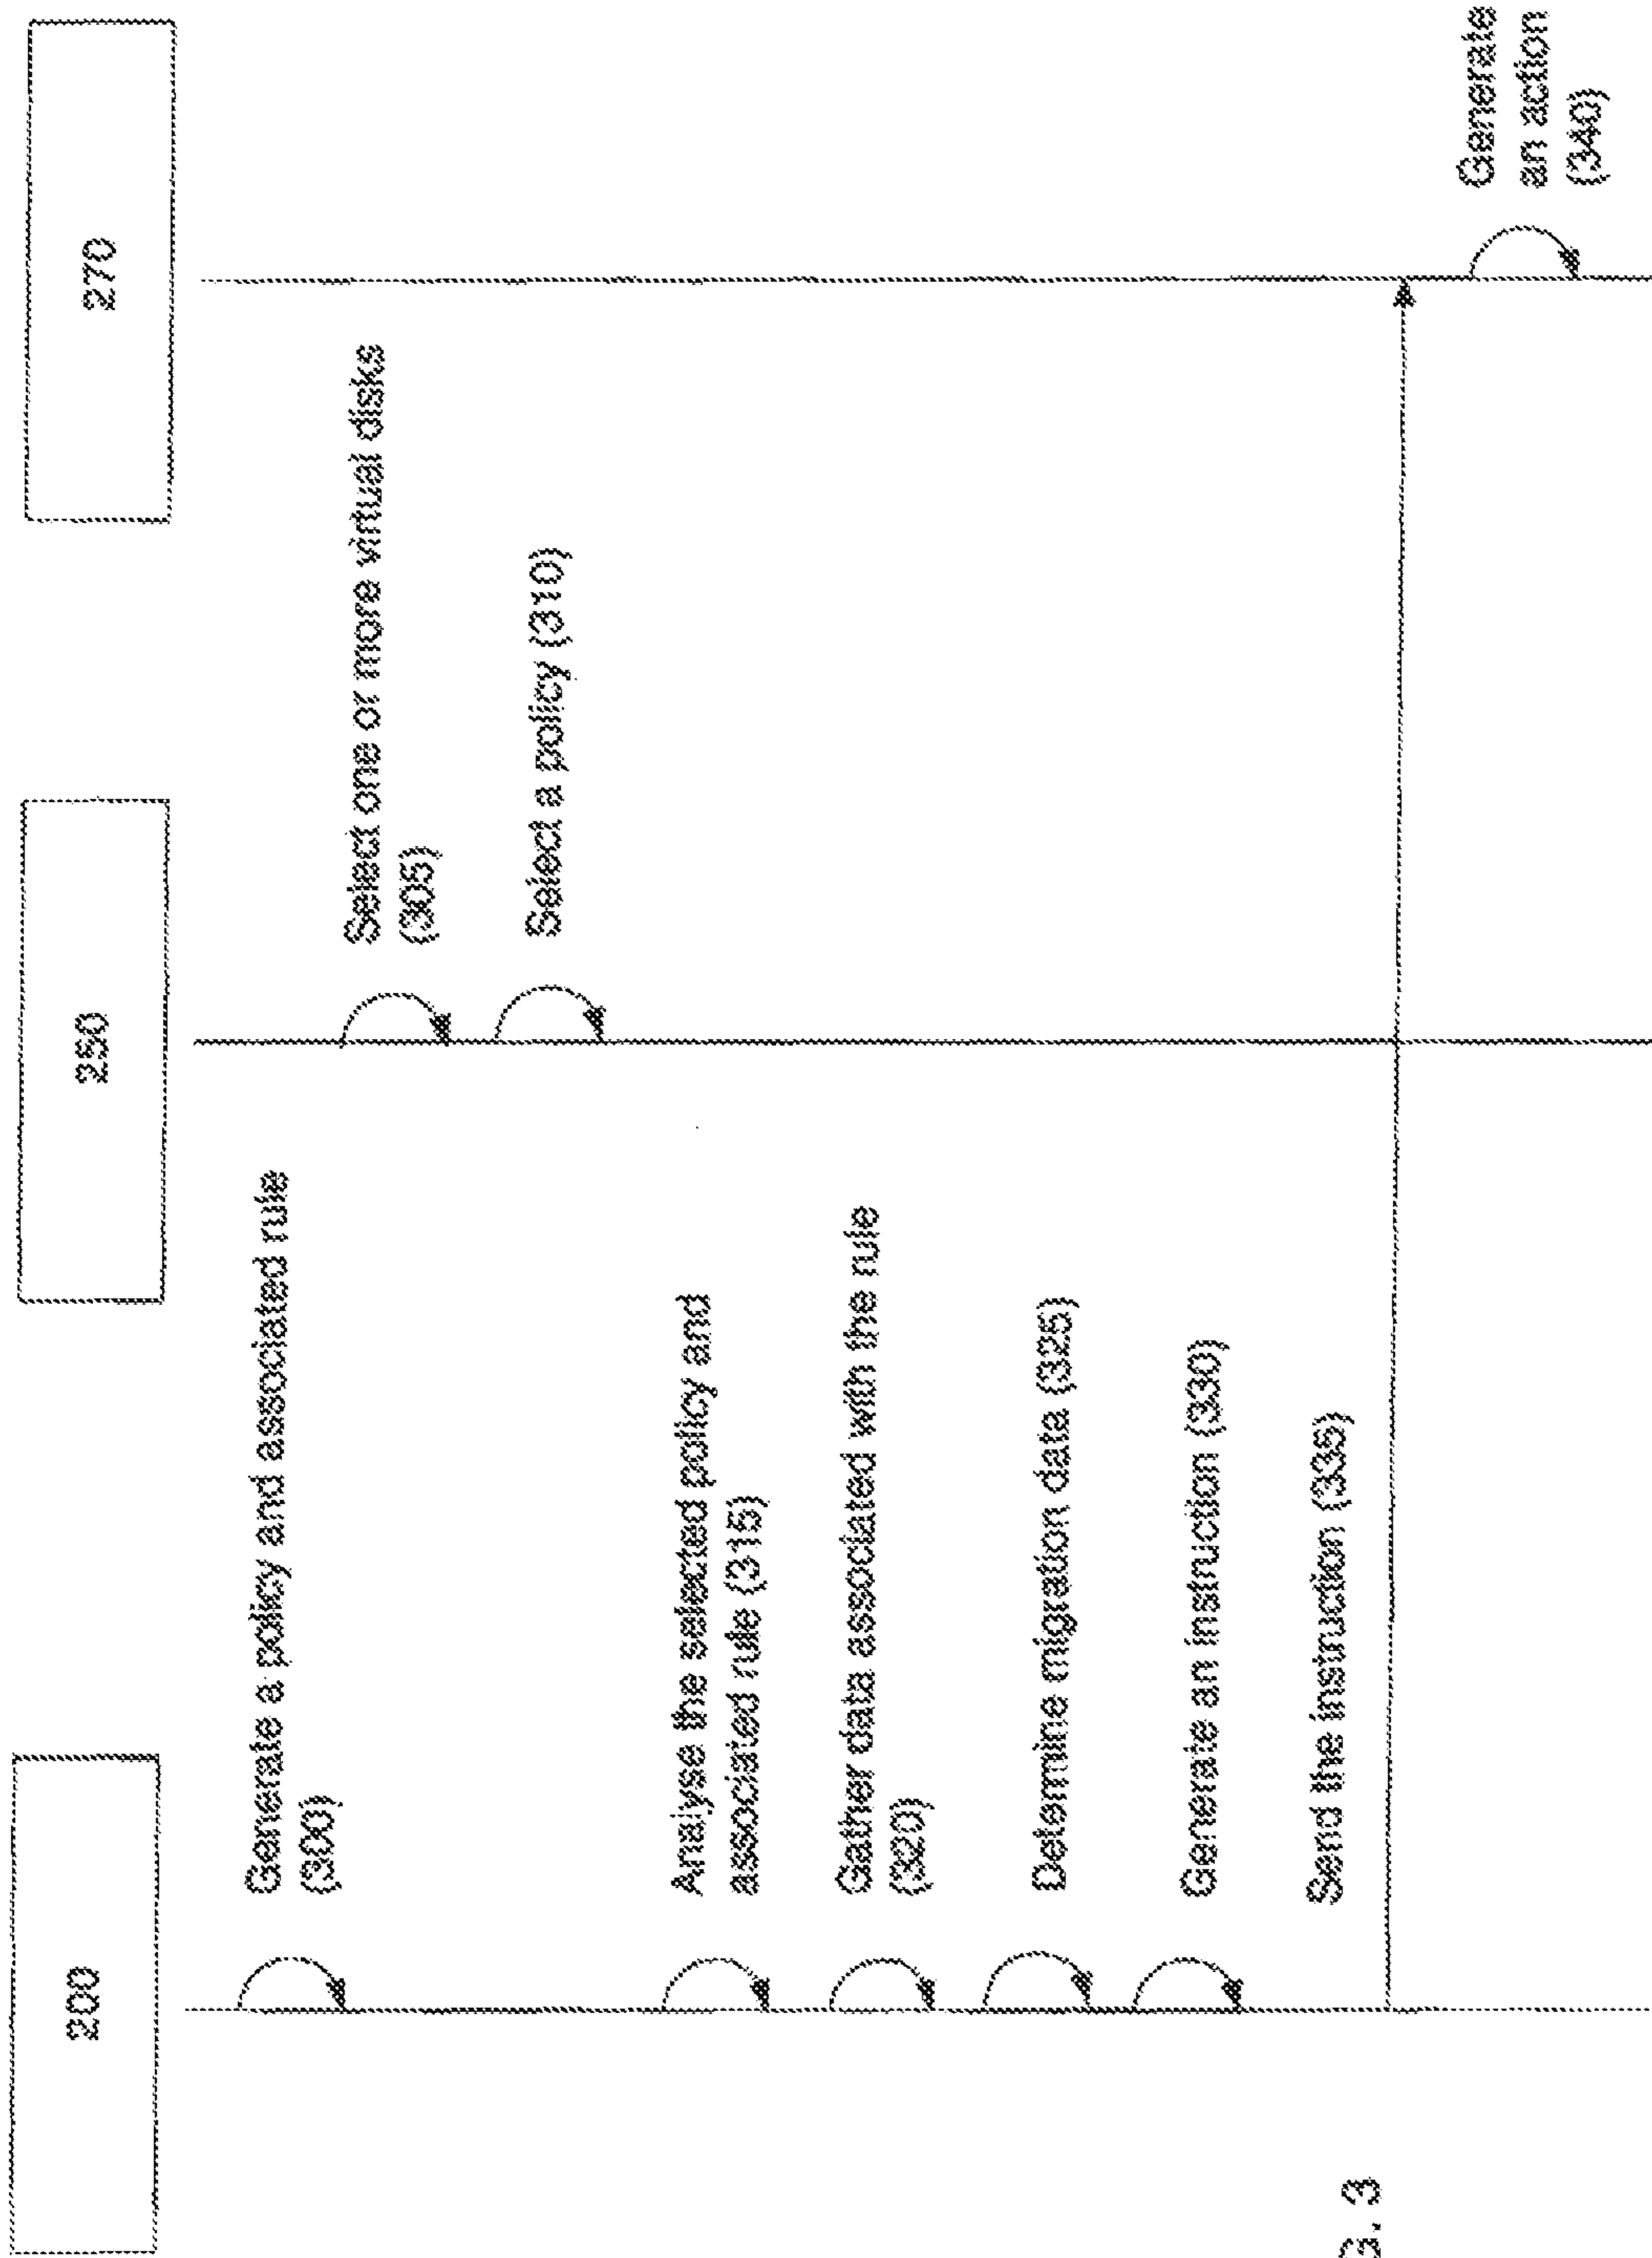 200
250
270
Generate a policy and associated rule
(300)
Select one or more virtual disks
(305)
Select a policy (310)
Analyse the selected policy and
associated rule (315)
Gather data associated with the rule
(320)
Determine migration data (325)
Generate an instruction (330)
Send the instruction (335)
Generate
an action
(340)
G. 3